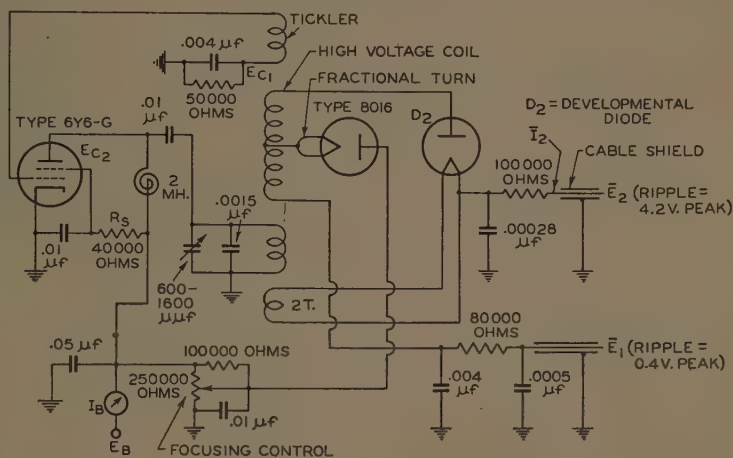 TICKLER
.004 µf
HIGH VOLTAGE COIL
EC1
FRACTIONAL TURN
.01
µf
50000
OHMS
TYPE 8016
TYPE 6Y6-G
EC2
D2
D2 = DEVELOPMENTAL
DIODE
Ī2
CABLE SHIELD
100 000
OHMS
Ē2 (RIPPLE =
4.2 V. PEAK)
2
MH.
.0015
µf
.00028
µf
RS
40000
OHMS
.01
µf
600-
1600
µµf
2T.
80000
OHMS
Ē1 (RIPPLE =
0.4 V. PEAK)
.05 µf
100000 OHMS
250000
OHMS
.004
µf
.0005
µf
IB
.01 µf
EB
FOCUSING CONTROL